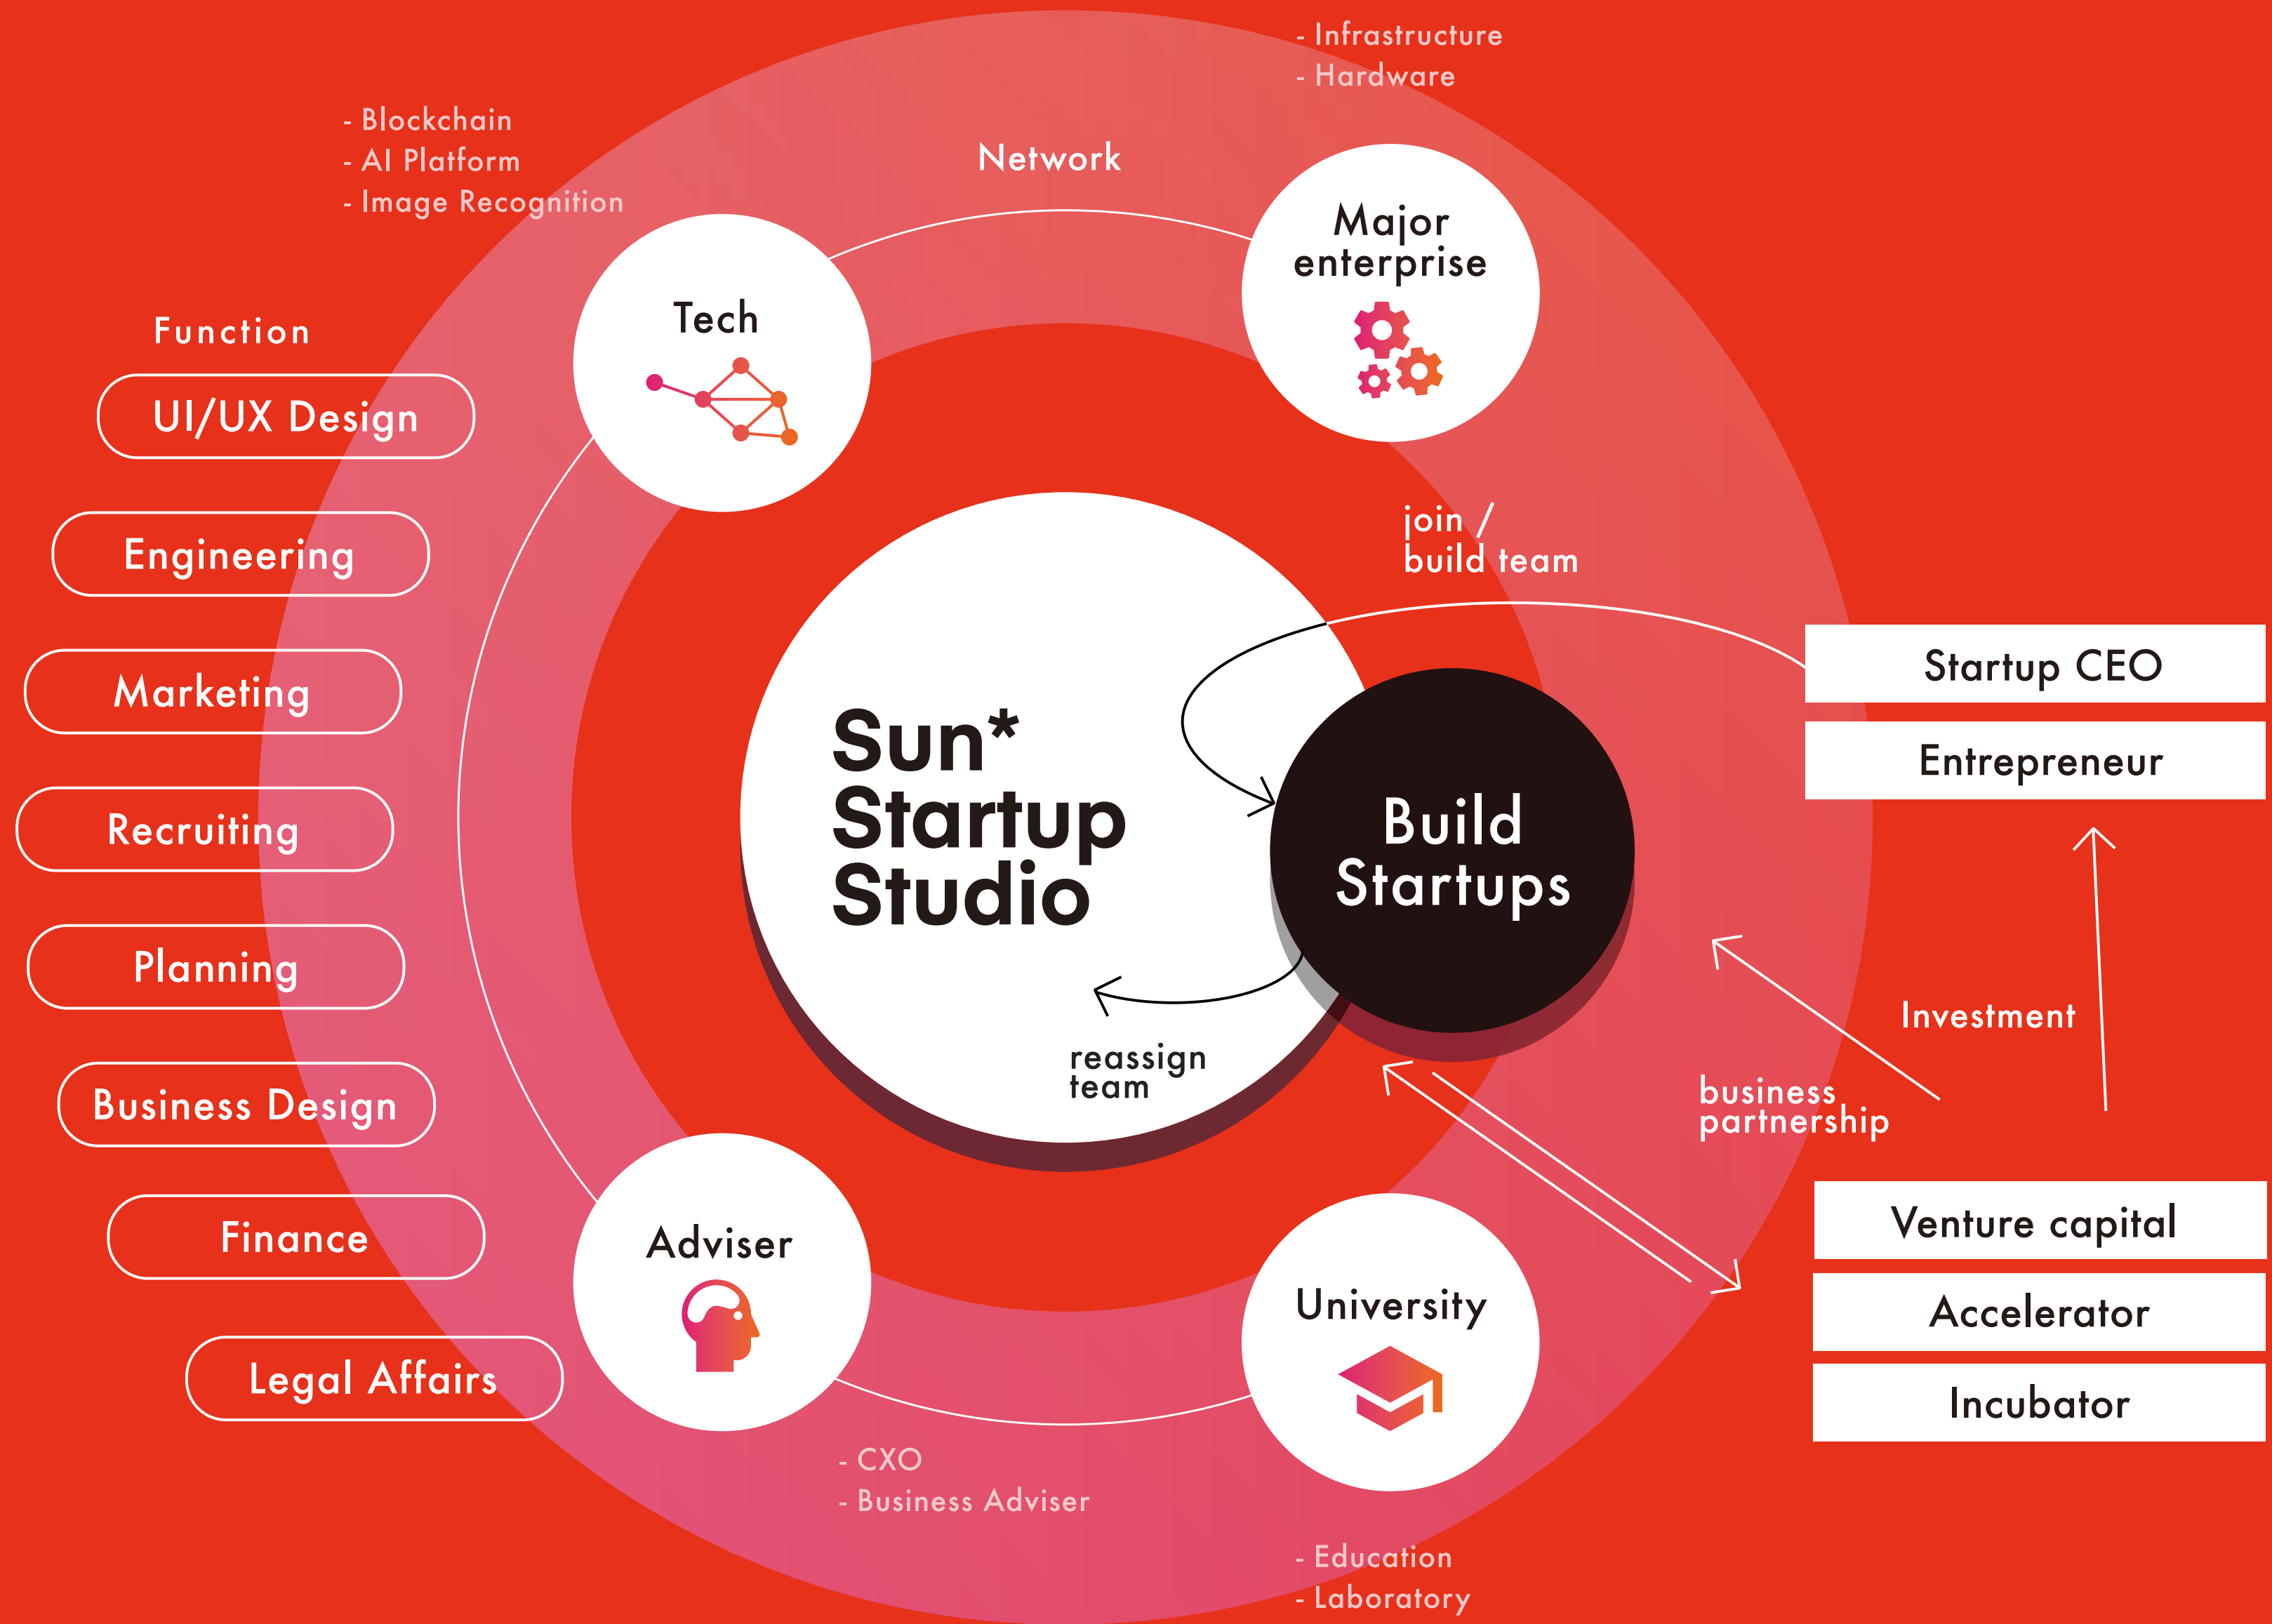 - Infrastructure
- Hardware
- Blockchain
- AI Platform
- Image Recognition
Network
Major
enterprise
Tech
Function
UI/UX Design
Engineering
Marketing
Recruiting
Planning
Business Design
Finance
Legal Affairs
join /
build team
Startup CEO
Entrepreneur
Sun*
Startup
Studio
Build
Startups
reassign
team
Investment
business
partnership
Venture capital
Accelerator
Incubator
Adviser
University
- CXO
- Business Adviser
- Education
- Laboratory